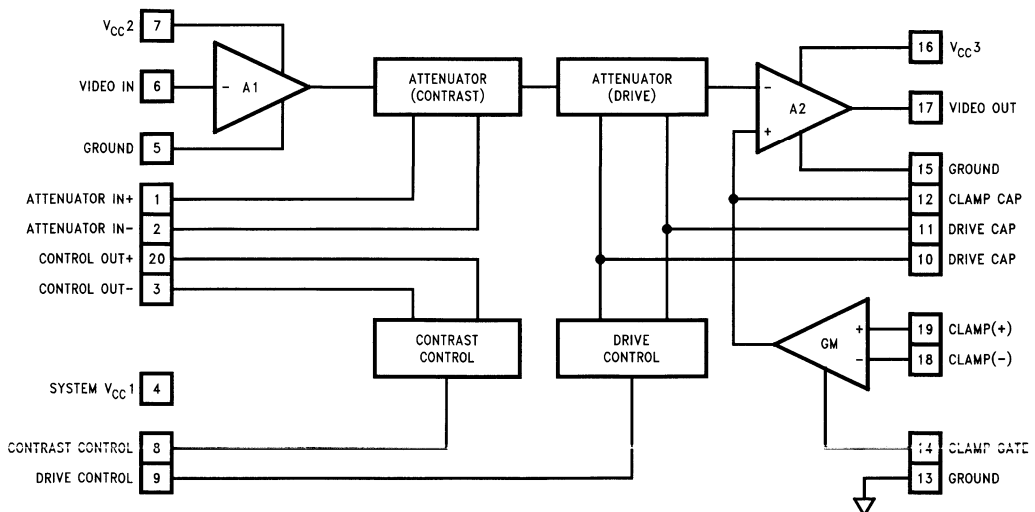 V_CC2 7
VIDEO IN 6
GROUND 5
ATTENUATOR IN+ 1
ATTENUATOR IN- 2
CONTROL OUT+ 20
CONTROL OUT- 3
SYSTEM V_CC1 4
CONTRAST CONTROL 8
DRIVE CONTROL 9
- A1
ATTENUATOR
(CONTRAST)
ATTENUATOR
(DRIVE)
-
A2
+
CONTRAST
CONTROL
DRIVE
CONTROL
+
GM
-
16 V_CC3
17 VIDEO OUT
15 GROUND
12 CLAMP CAP
11 DRIVE CAP
10 DRIVE CAP
19 CLAMP(+)
18 CLAMP(-)
14 CLAMP GATE
13 GROUND